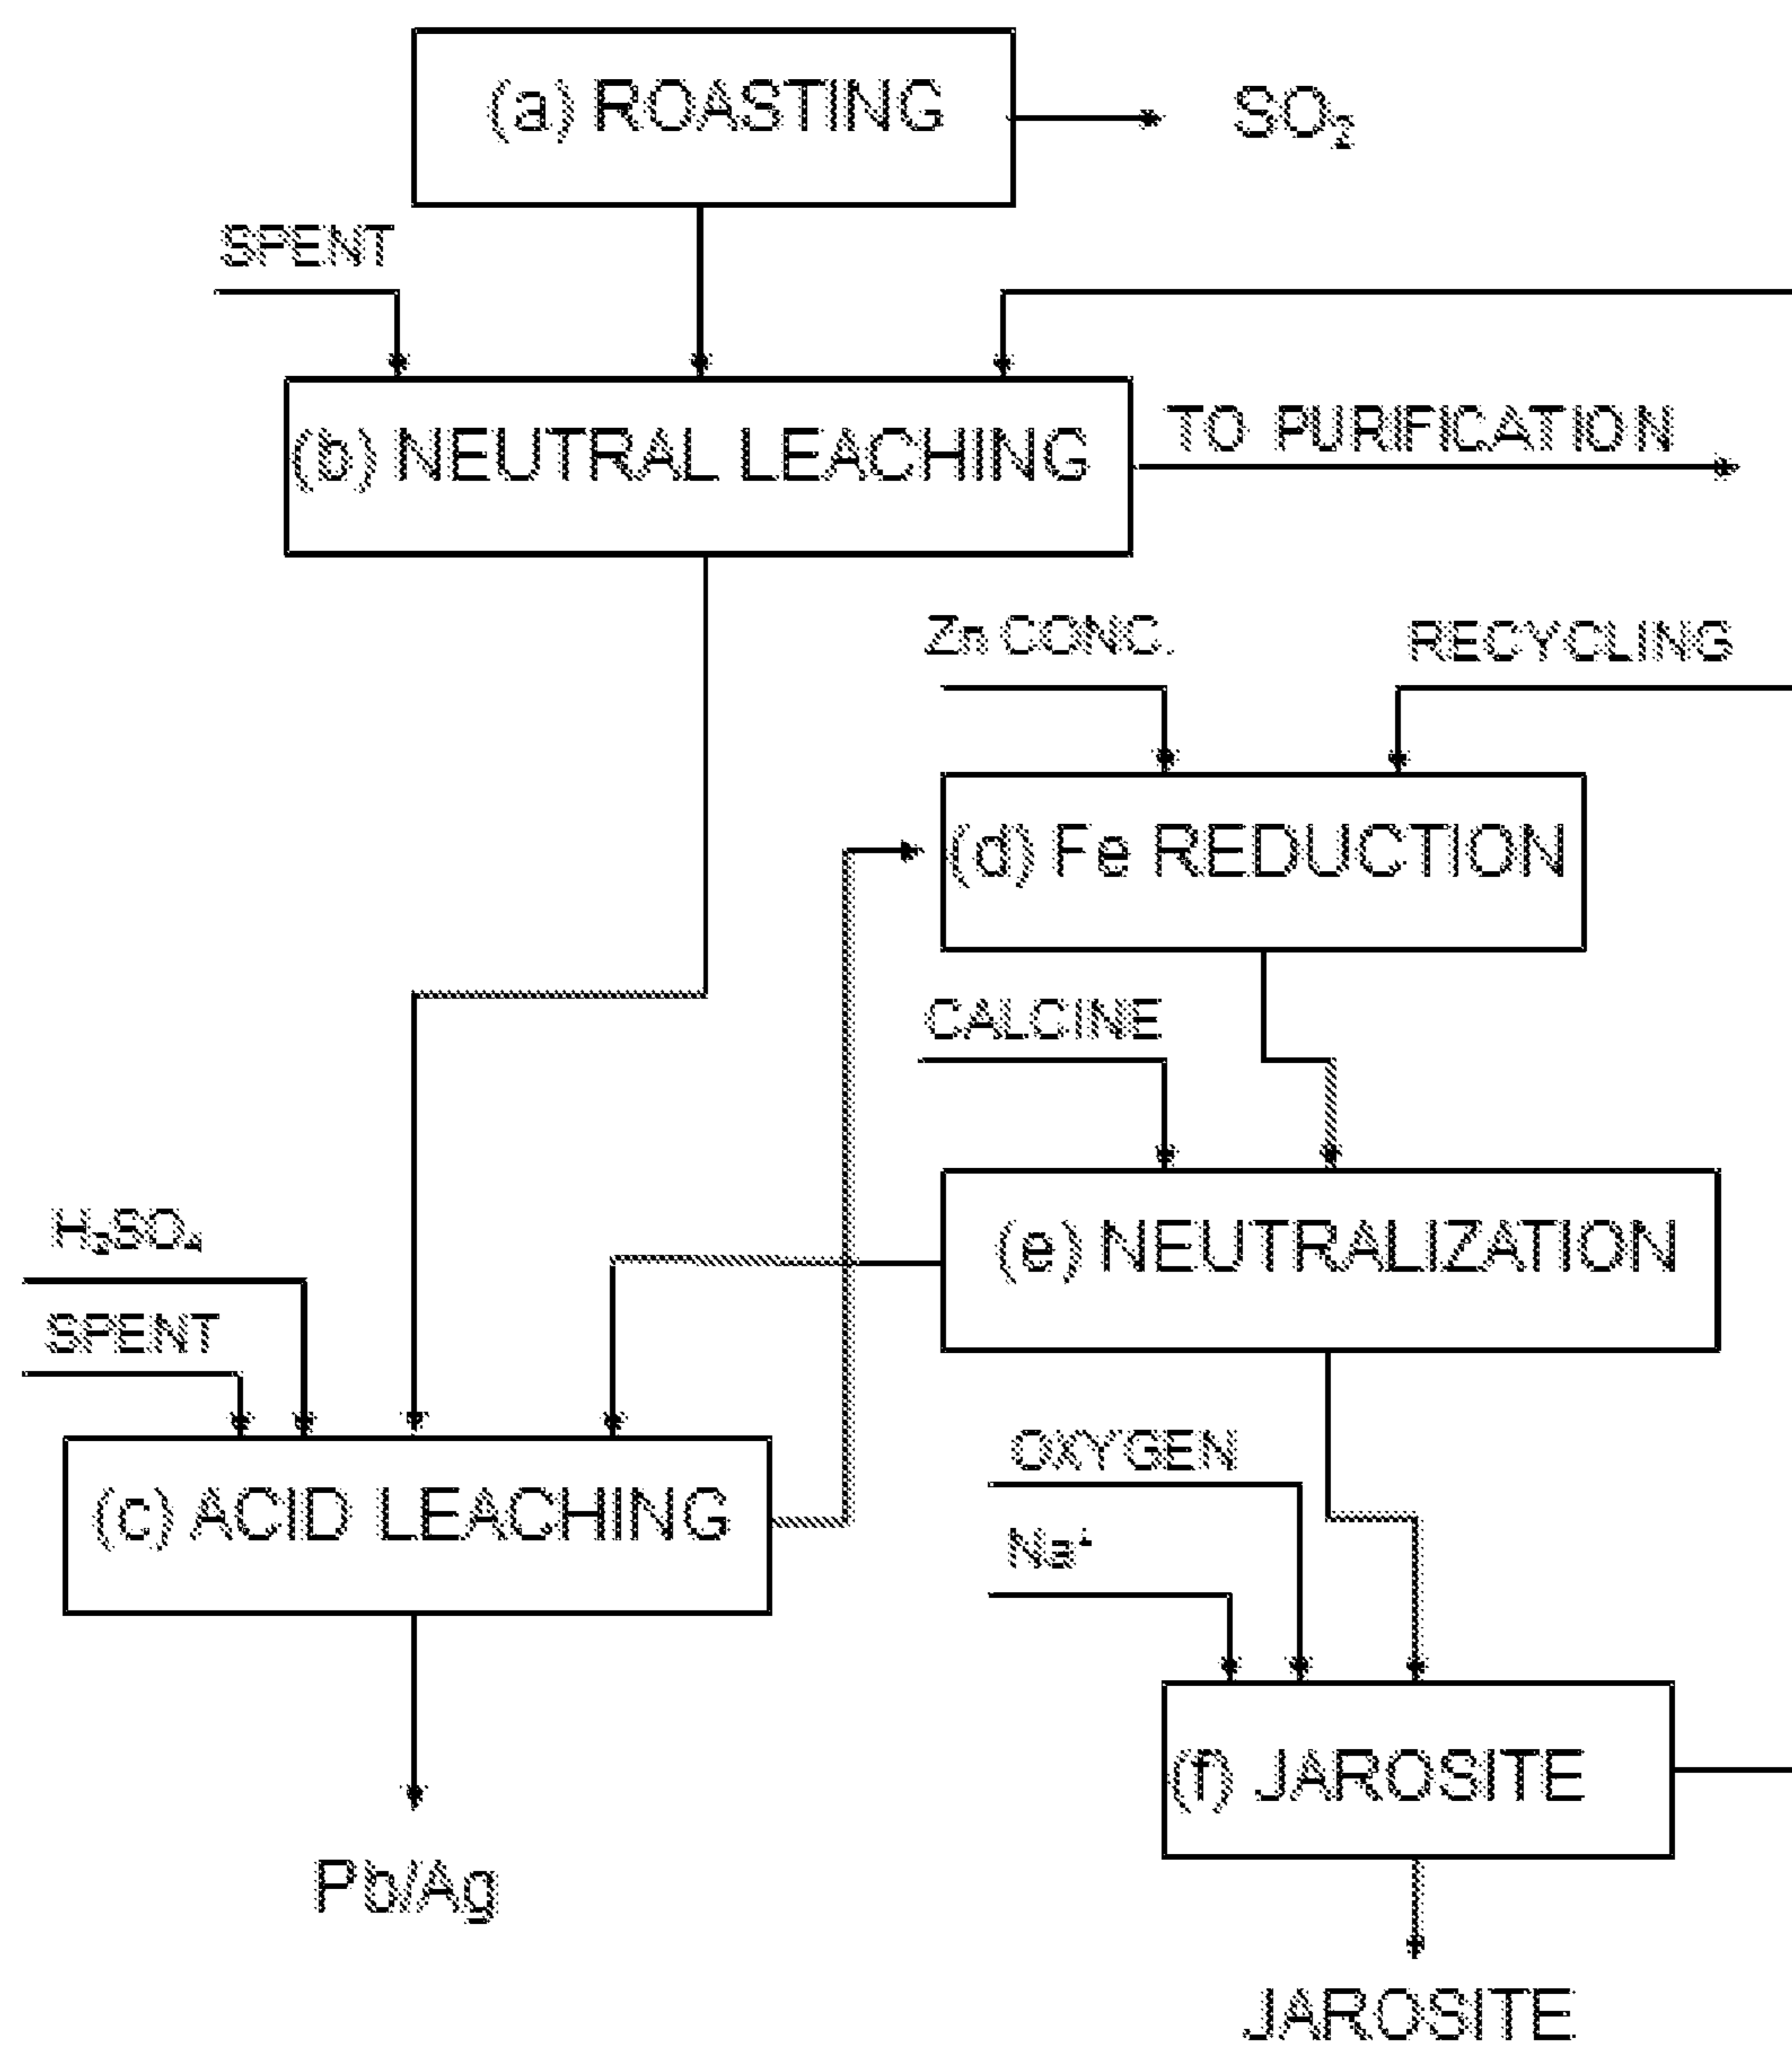 (a) ROASTING
SO₂
SPENT
(b) NEUTRAL LEACHING
TO PURIFICATION
Zn CONC.
RECYCLING
(d) Fe REDUCTION
CALCINE
H₂SO₄
(e) NEUTRALIZATION
SPENT
OXYGEN
(c) ACID LEACHING
Na⁺
(f) JAROSITE
Pb/Ag
JAROSITE